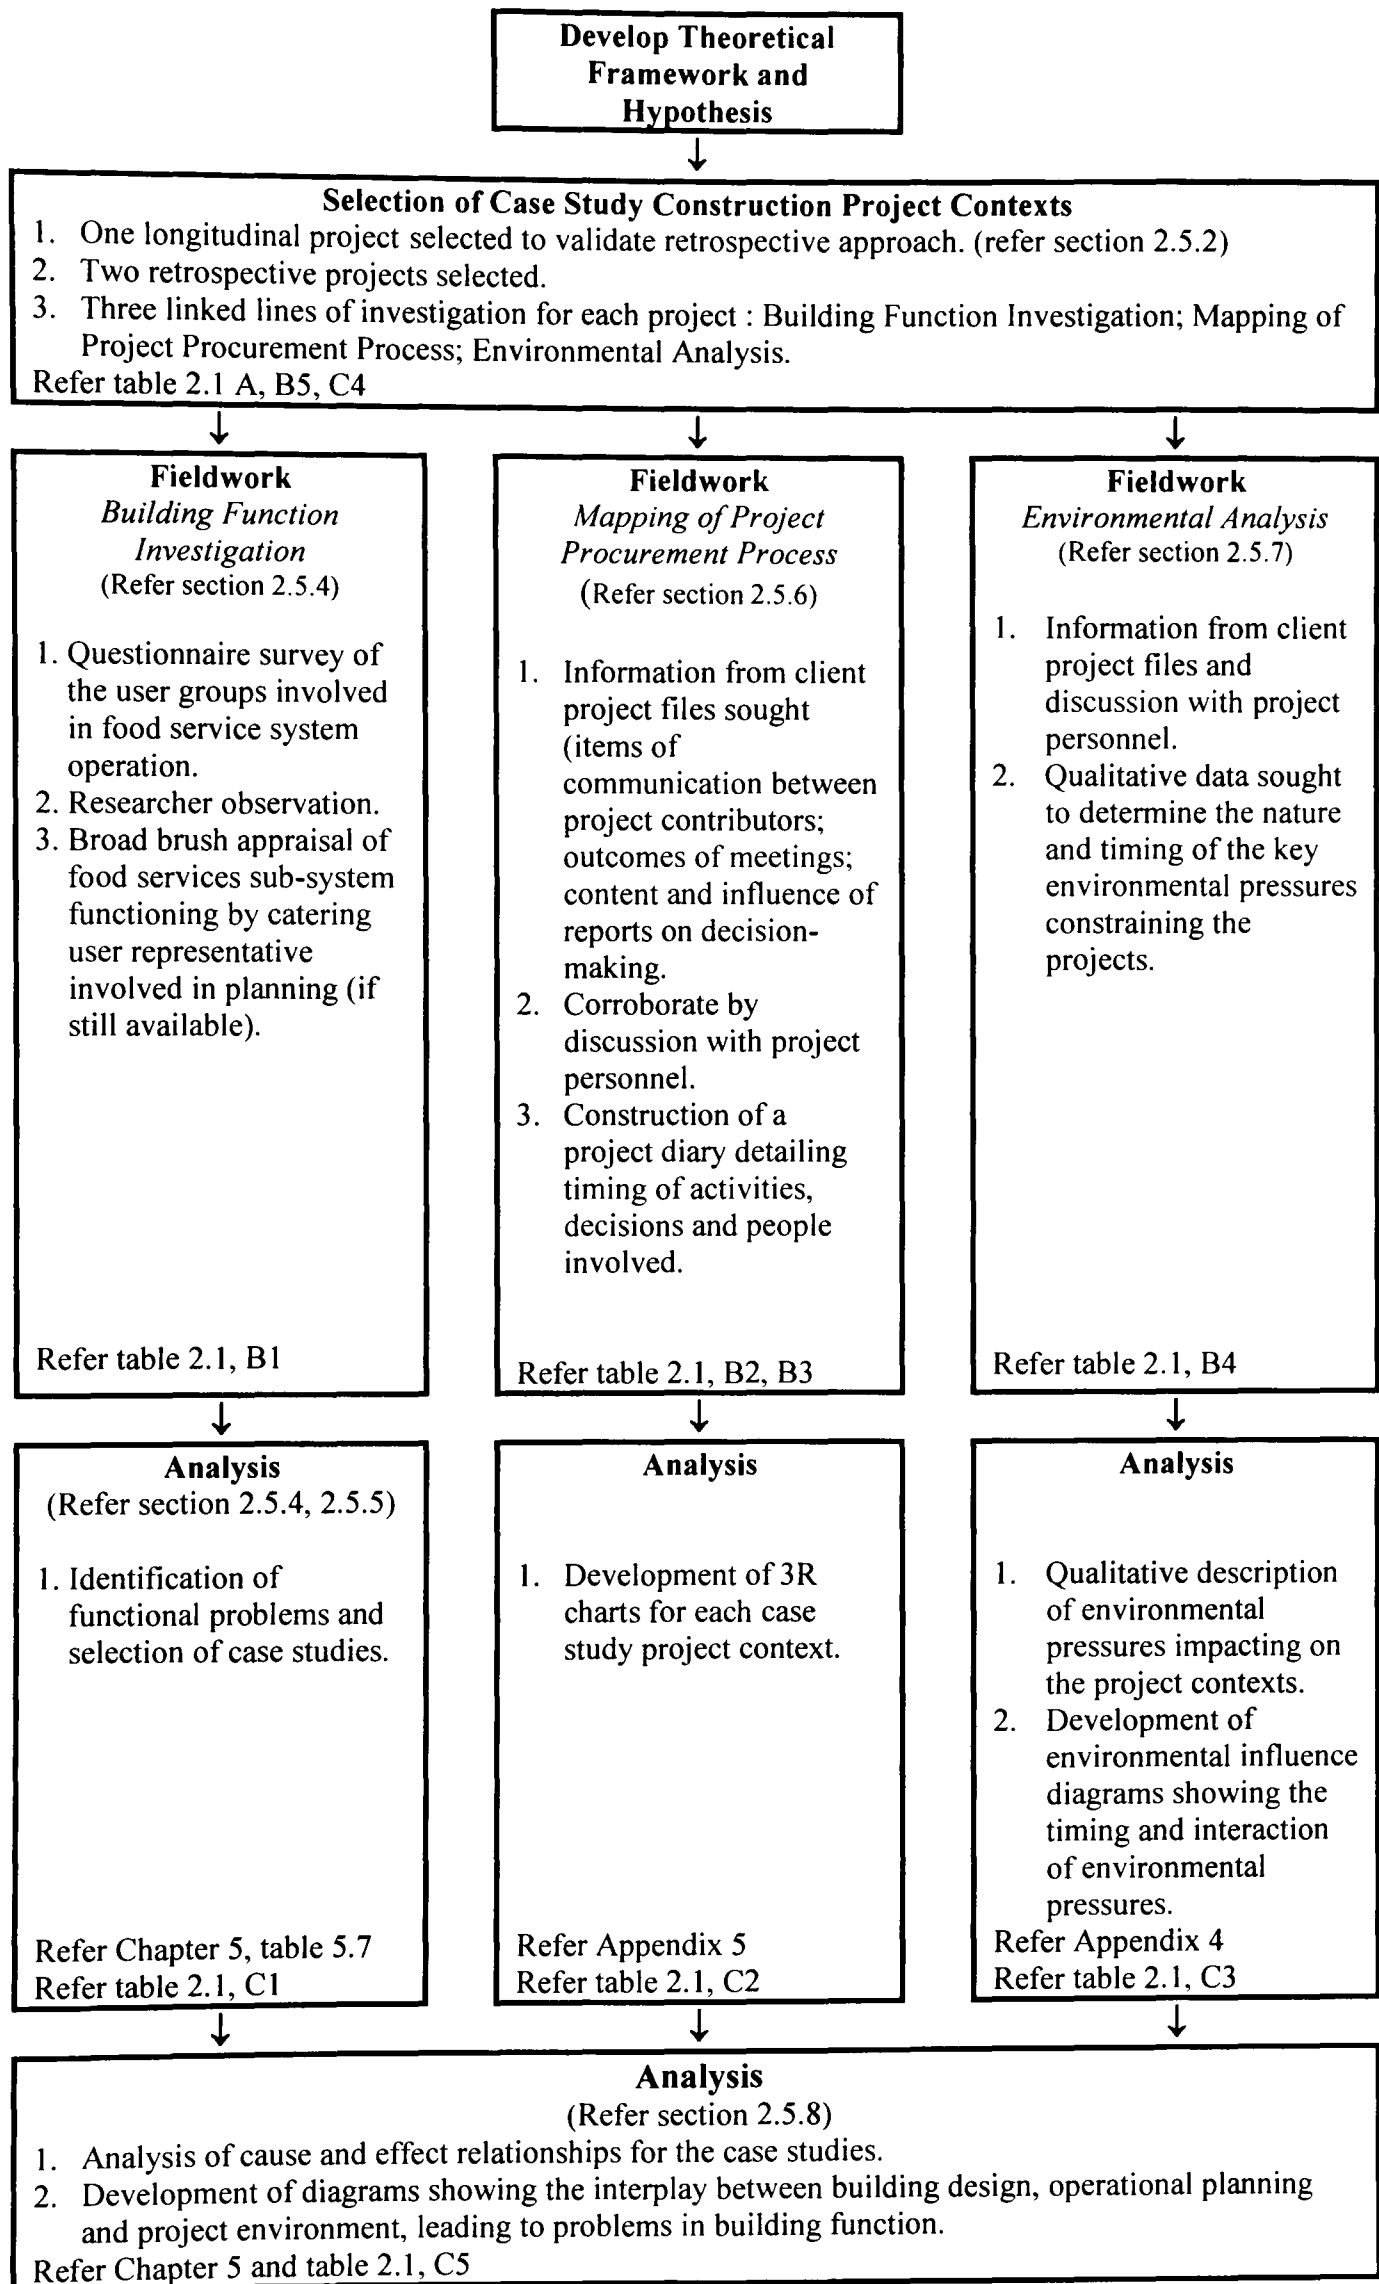 Develop Theoretical
Framework and
Hypothesis
↓
Selection of Case Study Construction Project Contexts
1. One longitudinal project selected to validate retrospective approach. (refer section 2.5.2)
2. Two retrospective projects selected.
3. Three linked lines of investigation for each project : Building Function Investigation; Mapping of
Project Procurement Process; Environmental Analysis.
Refer table 2.1 A, B5, C4
↓ ↓ ↓
Fieldwork
Building Function
Investigation
(Refer section 2.5.4)
1. Questionnaire survey of
the user groups involved
in food service system
operation.
2. Researcher observation.
3. Broad brush appraisal of
food services sub-system
functioning by catering
user representative
involved in planning (if
still available).
Refer table 2.1, B1
Fieldwork
Mapping of Project
Procurement Process
(Refer section 2.5.6)
1. Information from client
project files sought
(items of
communication between
project contributors;
outcomes of meetings;
content and influence of
reports on decision-
making.
2. Corroborate by
discussion with project
personnel.
3. Construction of a
project diary detailing
timing of activities,
decisions and people
involved.
Refer table 2.1, B2, B3
Fieldwork
Environmental Analysis
(Refer section 2.5.7)
1. Information from client
project files and
discussion with project
personnel.
2. Qualitative data sought
to determine the nature
and timing of the key
environmental pressures
constraining the
projects.
Refer table 2.1, B4
↓ ↓ ↓
Analysis
(Refer section 2.5.4, 2.5.5)
1. Identification of
functional problems and
selection of case studies.
Refer Chapter 5, table 5.7
Refer table 2.1, C1
Analysis
1. Development of 3R
charts for each case
study project context.
Refer Appendix 5
Refer table 2.1, C2
Analysis
1. Qualitative description
of environmental
pressures impacting on
the project contexts.
2. Development of
environmental influence
diagrams showing the
timing and interaction
of environmental
pressures.
Refer Appendix 4
Refer table 2.1, C3
↓ ↓ ↓
Analysis
(Refer section 2.5.8)
1. Analysis of cause and effect relationships for the case studies.
2. Development of diagrams showing the interplay between building design, operational planning
and project environment, leading to problems in building function.
Refer Chapter 5 and table 2.1, C5